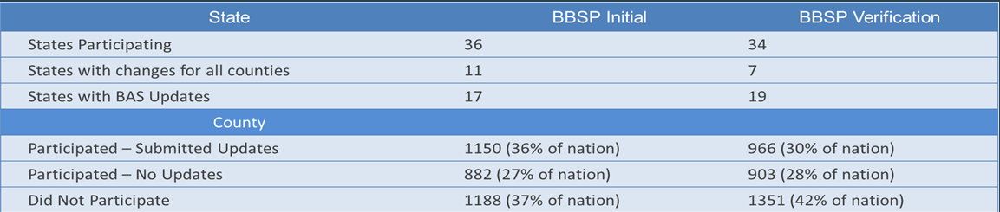 State BBSP Initial BBSP Verification
States Participating 36 34
States with changes for all counties 11 7
States with BAS Updates 17 19
County
Participated – Submitted Updates 1150 (36% of nation) 966 (30% of nation)
Participated – No Updates 882 (27% of nation) 903 (28% of nation)
Did Not Participate 1188 (37% of nation) 1351 (42% of nation)